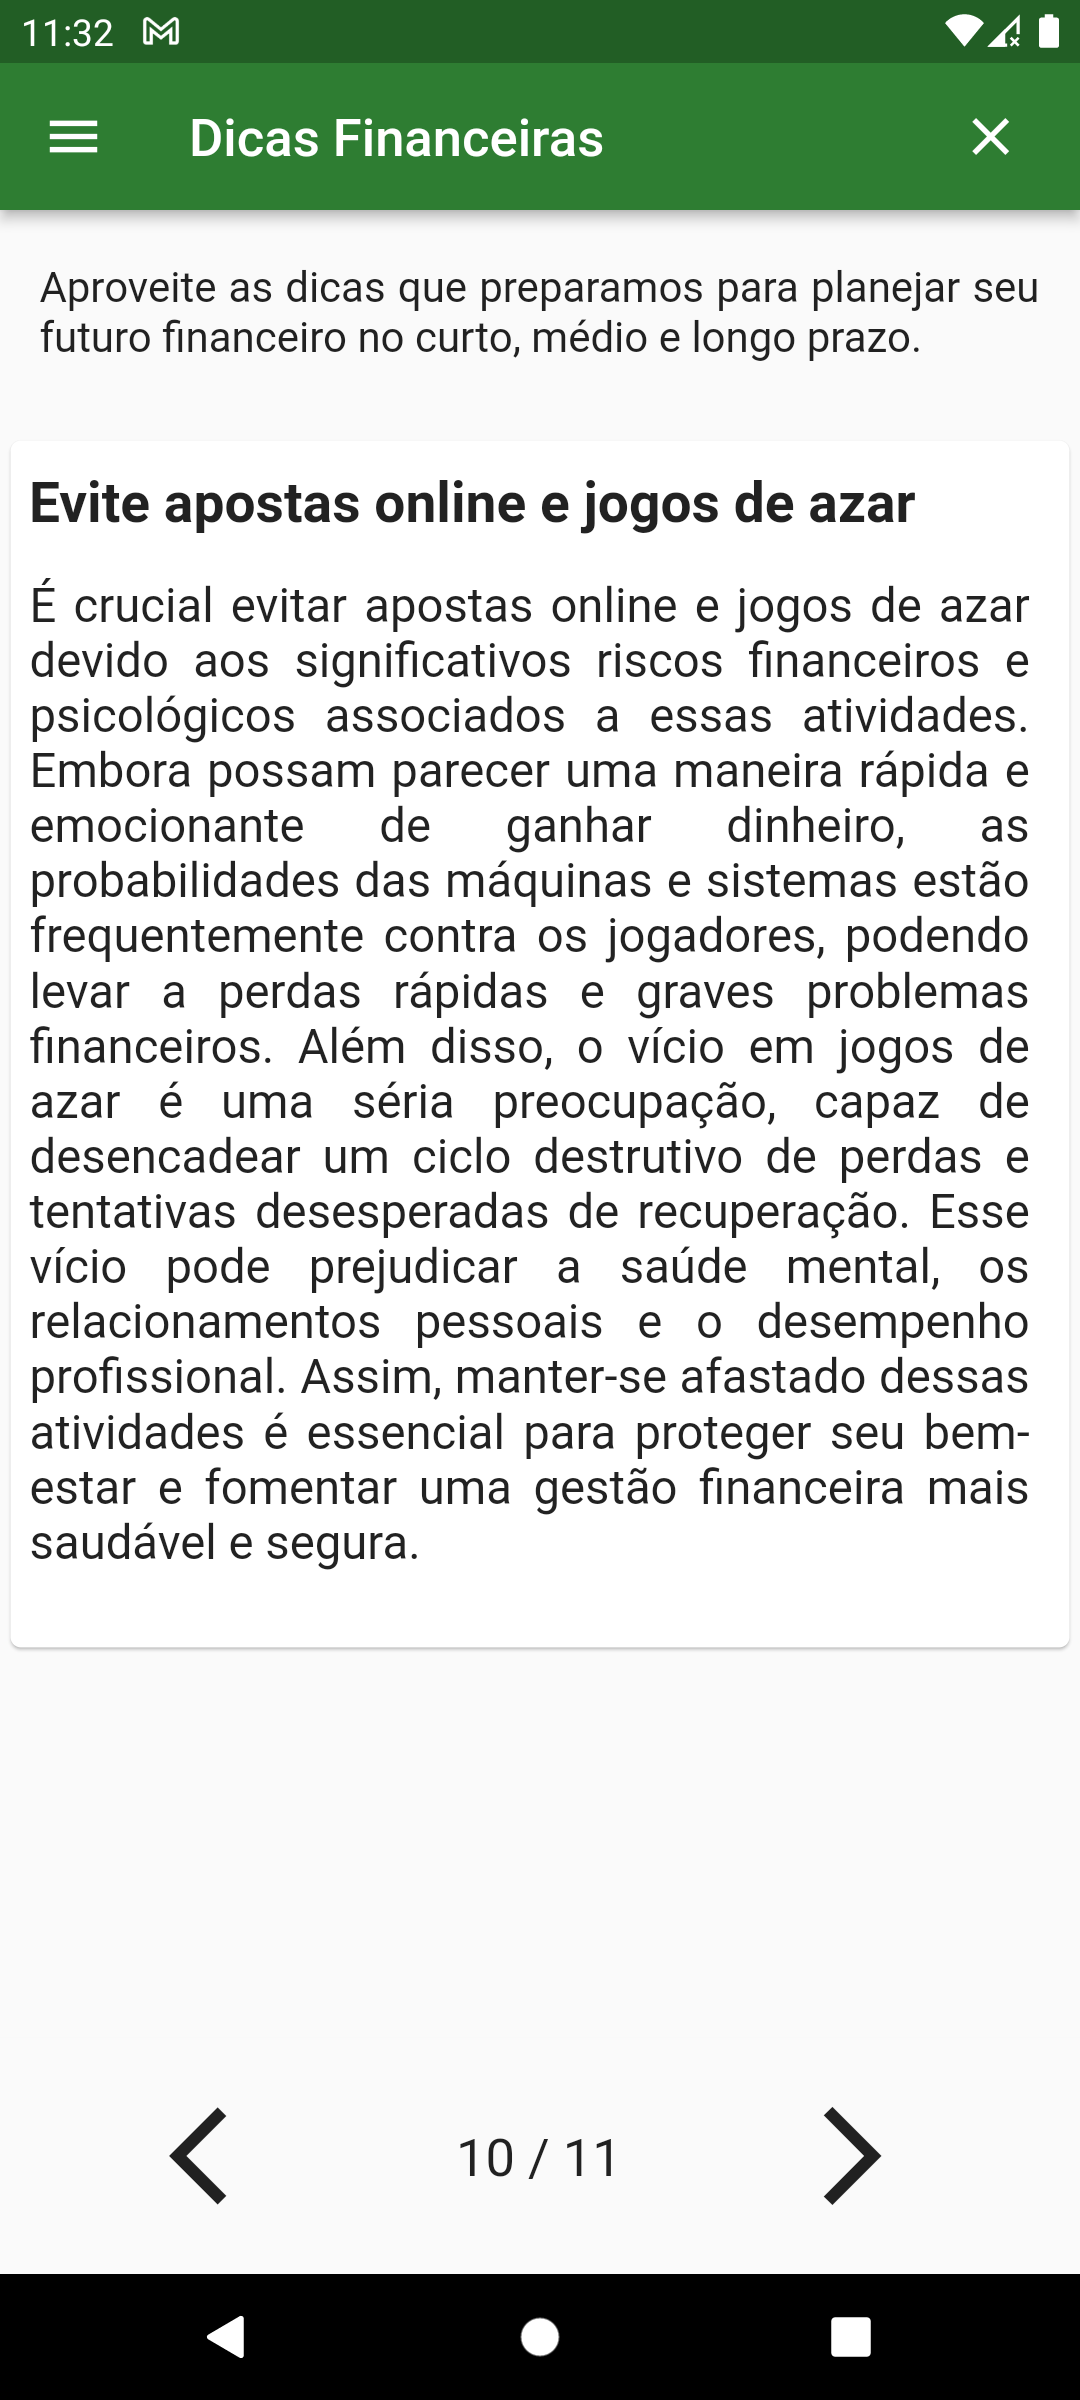 11:32
Dicas Financeiras
Aproveite as dicas que preparamos para planejar seu
futuro financeiro no curto, médio e longo prazo.
Evite apostas online e jogos de azar
É crucial evitar apostas online e jogos de azar
devido aos significativos riscos financeiros e
psicológicos associados a essas atividades.
Embora possam parecer uma maneira rápida e
emocionante de ganhar dinheiro, as
probabilidades das máquinas e sistemas estão
frequentemente contra os jogadores, podendo
levar a perdas rápidas e graves problemas
financeiros. Além disso, o vício em jogos de
azar é uma séria preocupação, capaz de
desencadear um ciclo destrutivo de perdas e
tentativas desesperadas de recuperação. Esse
vício pode prejudicar a saúde mental, os
relacionamentos pessoais e o desempenho
profissional. Assim, manter-se afastado dessas
atividades é essencial para proteger seu bem-
estar e fomentar uma gestão financeira mais
saudável e segura.
10 / 11